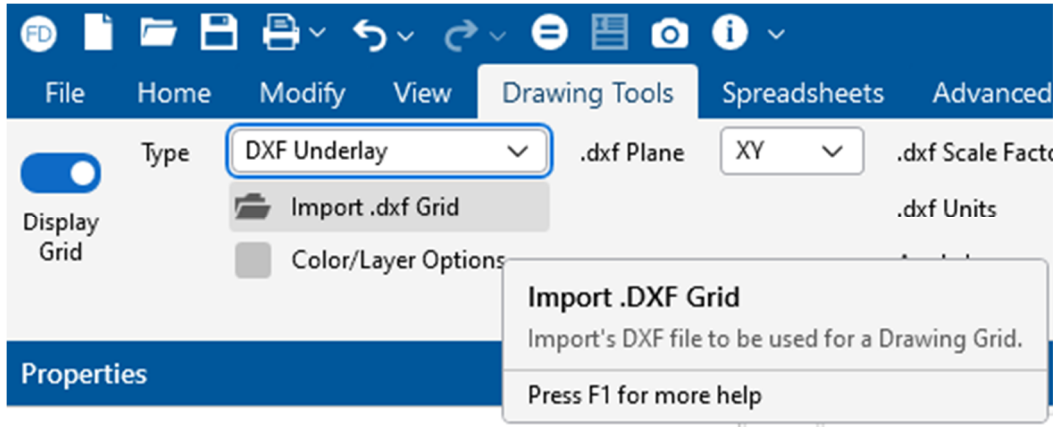 FD
File Home Modify View Drawing Tools Spreadsheets Advanced
Type DXF Underlay .dxf Plane XY .dxf Scale
Import .dxf Grid .dxf Units
Display
Grid
Color/Layer Options
Import .DXF Grid
Import's DXF file to be used for a Drawing Grid.
Properties
Press F1 for more help